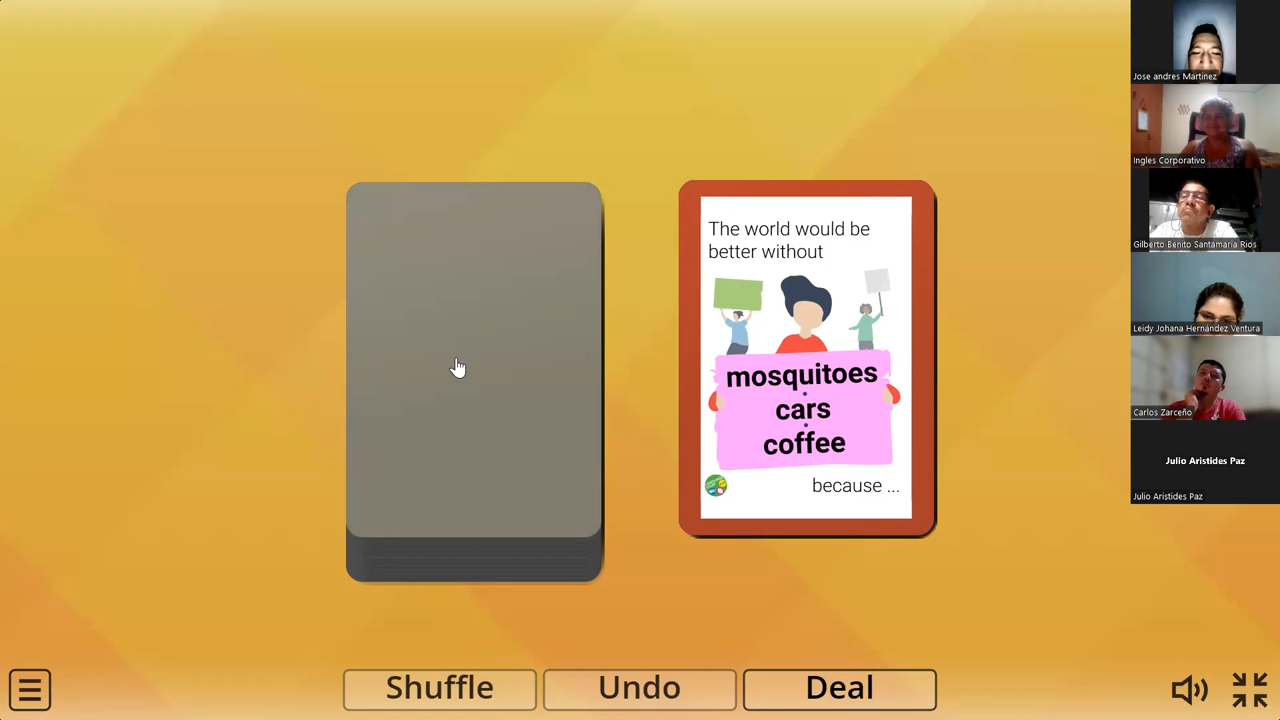 The world would be
better without
mosquitoes
cars
coffee
because ...
Shuffle
Undo
Deal
Jose andres Martinez
Ingles Corporativo
Gilberto Benito Santamaria Rios
Leidy Johana Hernández Ventura
Carlos Zarceño
Julio Aristides Paz
Julio Aristides Paz